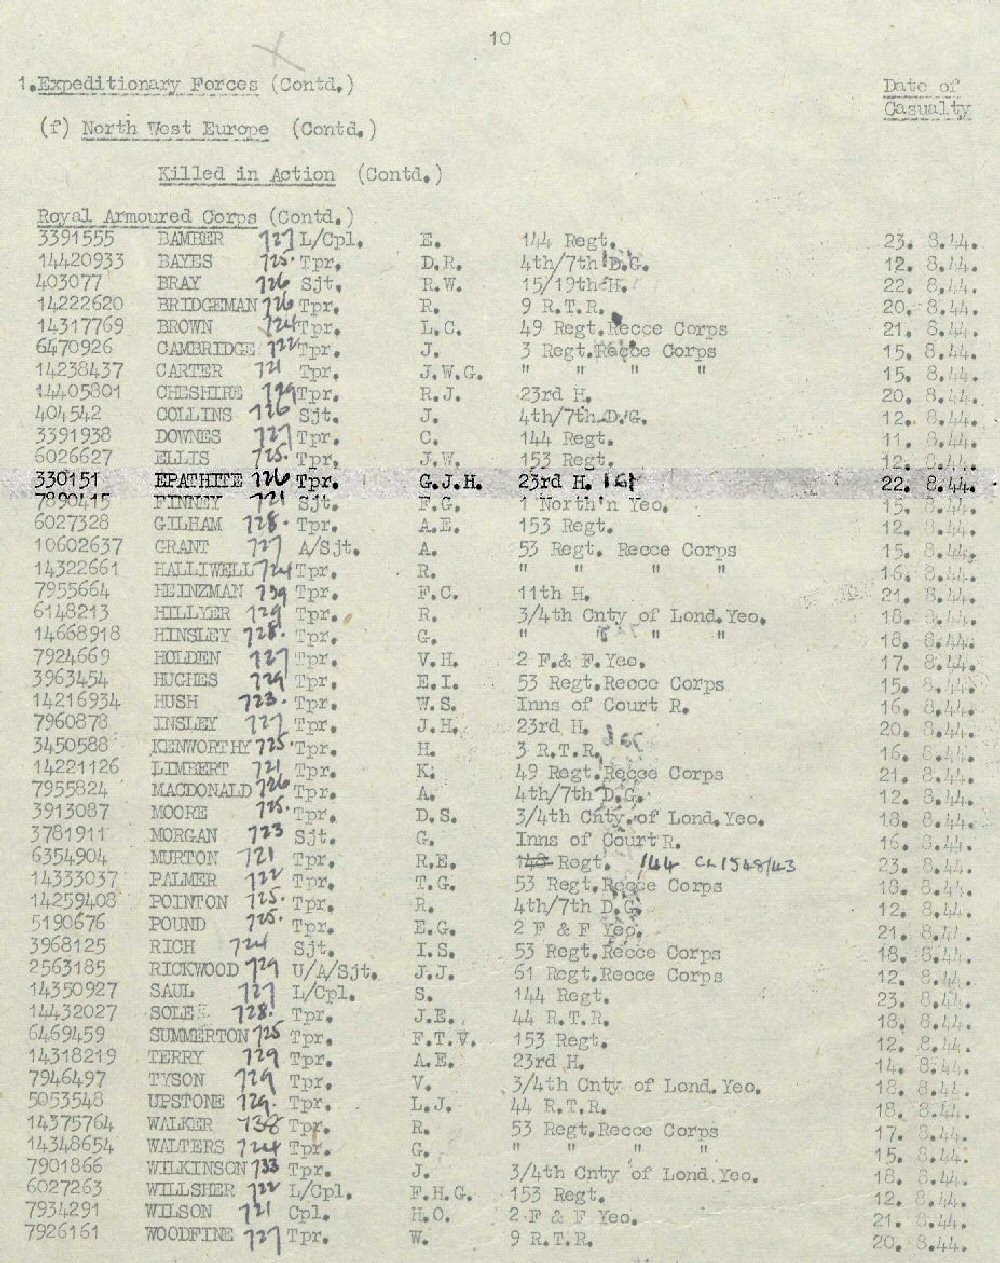 10
1.Expeditionary Forces (Contd.) Date of
Casualty
(f) North West Europe (Contd.)
Killed in Action (Contd.)
Royal Armoured Corps (Contd.)
3391555 BAMBER 727 L/Cpl. E. 144 Regt. 23. 8.44.
14420933 BAYES 725. Tpr. D.R. 4th/7th D.G. 12. 8.44.
403077 BRAY 726 Sjt. R.W. 15/19th H. 22. 8.44.
14222620 BRIDGEMAN 726 Tpr. R. 9 R.T.R. 20. 8.44.
14317769 BROWN 724 Tpr. L.C. 49 Regt.Recce Corps 21. 8.44.
6470926 CAMBRIDGE 722 Tpr. J. 3 Regt.Recce Corps 15. 8.44.
14238437 CARTER 721 Tpr. J.W.G. " " " " 15. 8.44.
14405801 CHESHIRE 729 Tpr. R.J. 23rd H. 20. 8.44.
404542 COLLINS 726 Sjt. J. 4th/7th D.G. 12. 8.44.
3391938 DOWNES 727 Tpr. C. 144 Regt. 11. 8.44.
6026627 ELLIS 725. Tpr. J.W. 153 Regt. 12. 8.44.
330151 EPATHITE 726 Tpr. G.J.H. 23rd H. 22. 8.44.
7890415 FINNEY 721 Sjt. F.G. 1 North'n Yeo. 15. 8.44.
6027328 GILHAM 728. Tpr. A.E. 153 Regt. 12. 8.44.
10602637 GRANT 727 A/Sjt. A. 53 Regt. Recce Corps 15. 8.44.
14322661 HALLIWELL 724 Tpr. R. " " " " 16. 8.44.
7955664 HEINZMAN 739 Tpr. F.C. 11th H. 21. 8.44.
6148213 HILLYER 729 Tpr. R. 3/4th Cnty of Lond.Yeo. 18. 8.44.
14668918 HINSLEY 728. Tpr. G. " " " " 18. 8.44.
7924669 HOLDEN 727 Tpr. V.H. 2 F.& F.Yeo. 17. 8.44.
3963454 HUGHES 729 Tpr. E.I. 53 Regt.Recce Corps 15. 8.44.
14216934 HUSH 723. Tpr. W.S. Inns of Court R. 16. 8.44.
7960878 INSLEY 727 Tpr. J.H. 23rd H. 20. 8.44.
3450588 KENWORTHY 725 Tpr. H. 3 R.T.R. 16. 8.44.
14221126 LIMBERT 721 Tpr. K. 49 Regt.Recce Corps 21. 8.44.
7955824 MACDONALD 726 Tpr. A. 4th/7th D.G. 12. 8.44.
3913087 MOORE 725. Tpr. D.S. 3/4th Cnty.of Lond.Yeo. 18. 8.44.
3781911 MORGAN 723 Sjt. G. Inns of Court R. 16. 8.44.
6354904 MURTON 721 Tpr. R.E. 148 Regt. 144 CL1548/43 23. 8.44.
14333037 PALMER 722 Tpr. T.G. 53 Regt.Recce Corps 18. 8.44.
14259408 POINTON 725. Tpr. R. 4th/7th D.G. 12. 8.44.
5190676 POUND 725. Tpr. E.G. 2 F & F Yeo. 21. 8.44.
3968125 RICH 724 Sjt. I.S. 53 Regt.Recce Corps 18. 8.44.
2563185 RICKWOOD 729 U/A/Sjt. J.J. 61 Regt.Recce Corps 12. 8.44.
14350927 SAUL 727 L/Cpl. S. 144 Regt. 23. 8.44.
14432027 SOLE 728. Tpr. J.E. 44 R.T.R. 18. 8.44.
6469459 SUMMERTON 725 Tpr. F.T.V. 153 Regt. 12. 8.44.
14318219 TERRY 729 Tpr. A.E. 23rd H. 14. 8.44.
7946497 TYSON 729 Tpr. V. 3/4th Cnty of Lond.Yeo. 18. 8.44.
5053548 UPSTONE 729. Tpr. L.J. 44 R.T.R. 18. 8.44.
14375764 WALKER 738 Tpr. R. 53 Regt.Recce Corps 17. 8.44.
14348654 WALTERS 724 Tpr. G. " " " " 15. 8.44.
7901866 WILKINSON 733 Tpr. J. 3/4th Cnty of Lond.Yeo. 18. 8.44.
6027263 WILLSHER 722 L/Cpl. F.H.G. 153 Regt. 12. 8.44.
7934291 WILSON 721 Cpl. H.O. 2 F & F Yeo. 21. 8.44.
7926161 WOODFINE 727 Tpr. W. 9 R.T.R. 20. 8.44.